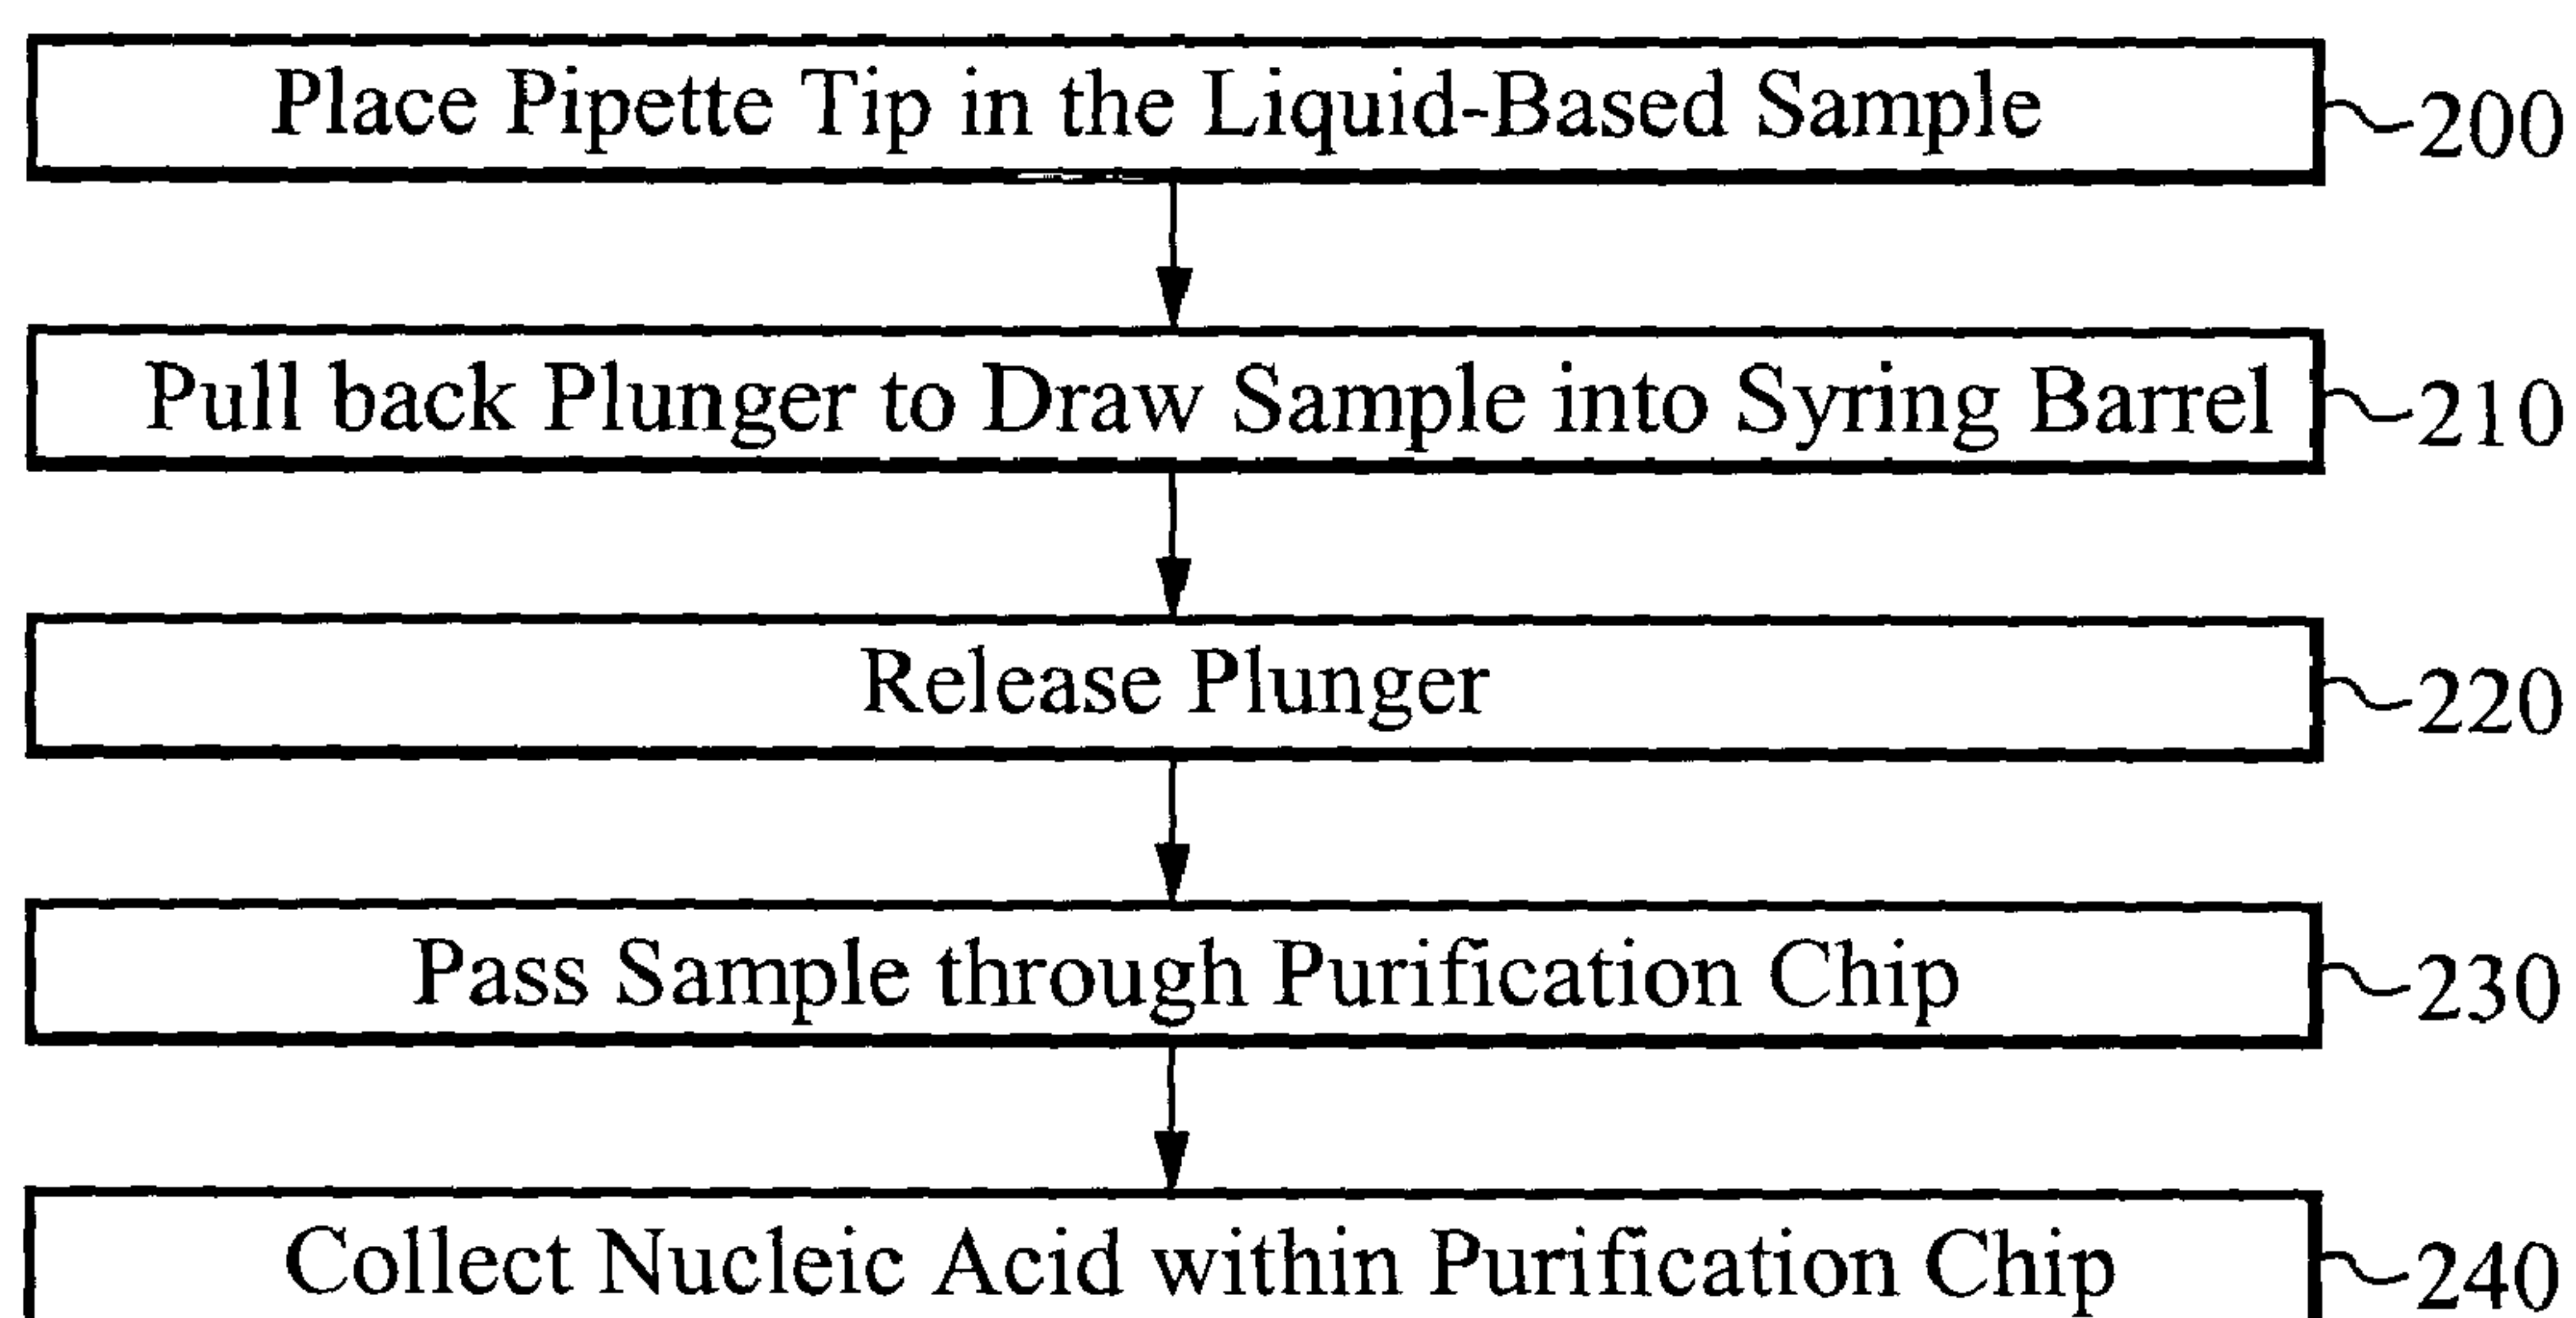 Place Pipette Tip in the Liquid-Based Sample 200
Pull back Plunger to Draw Sample into Syring Barrel 210
Release Plunger 220
Pass Sample through Purification Chip 230
Collect Nucleic Acid within Purification Chip 240